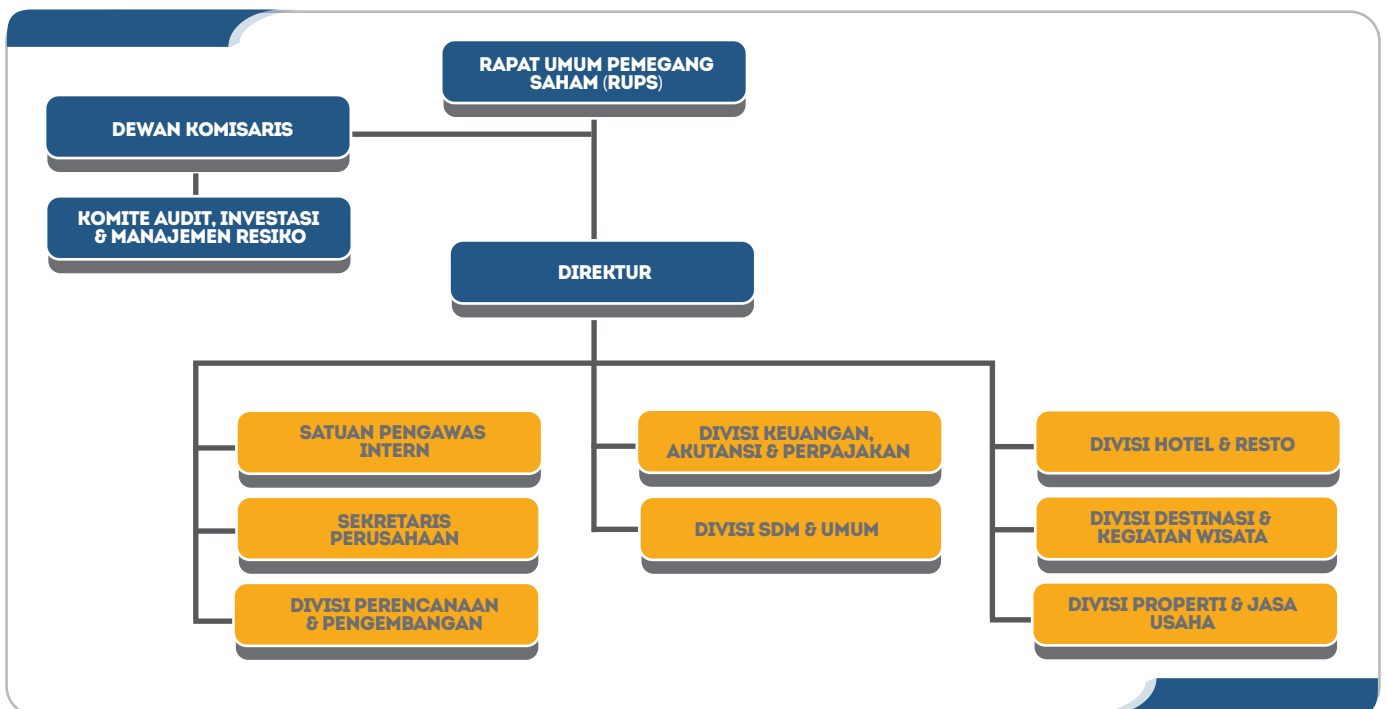 RAPAT UMUM PEMEGANG
SAHAM (RUPS)
DEWAN KOMISARIS
KOMITE AUDIT, INVESTASI
& MANAJEMEN RESIKO
DIREKTUR
SATUAN PENGAWAS
INTERN
SEKRETARIS
PERUSAHAAN
DIVISI PERENCANAAN
& PENGEMBANGAN
DIVISI KEUANGAN,
AKUTANSI & PERPAJAKAN
DIVISI SDM & UMUM
DIVISI HOTEL & RESTO
DIVISI DESTINASI &
KEGIATAN WISATA
DIVISI PROPERTI & JASA
USAHA